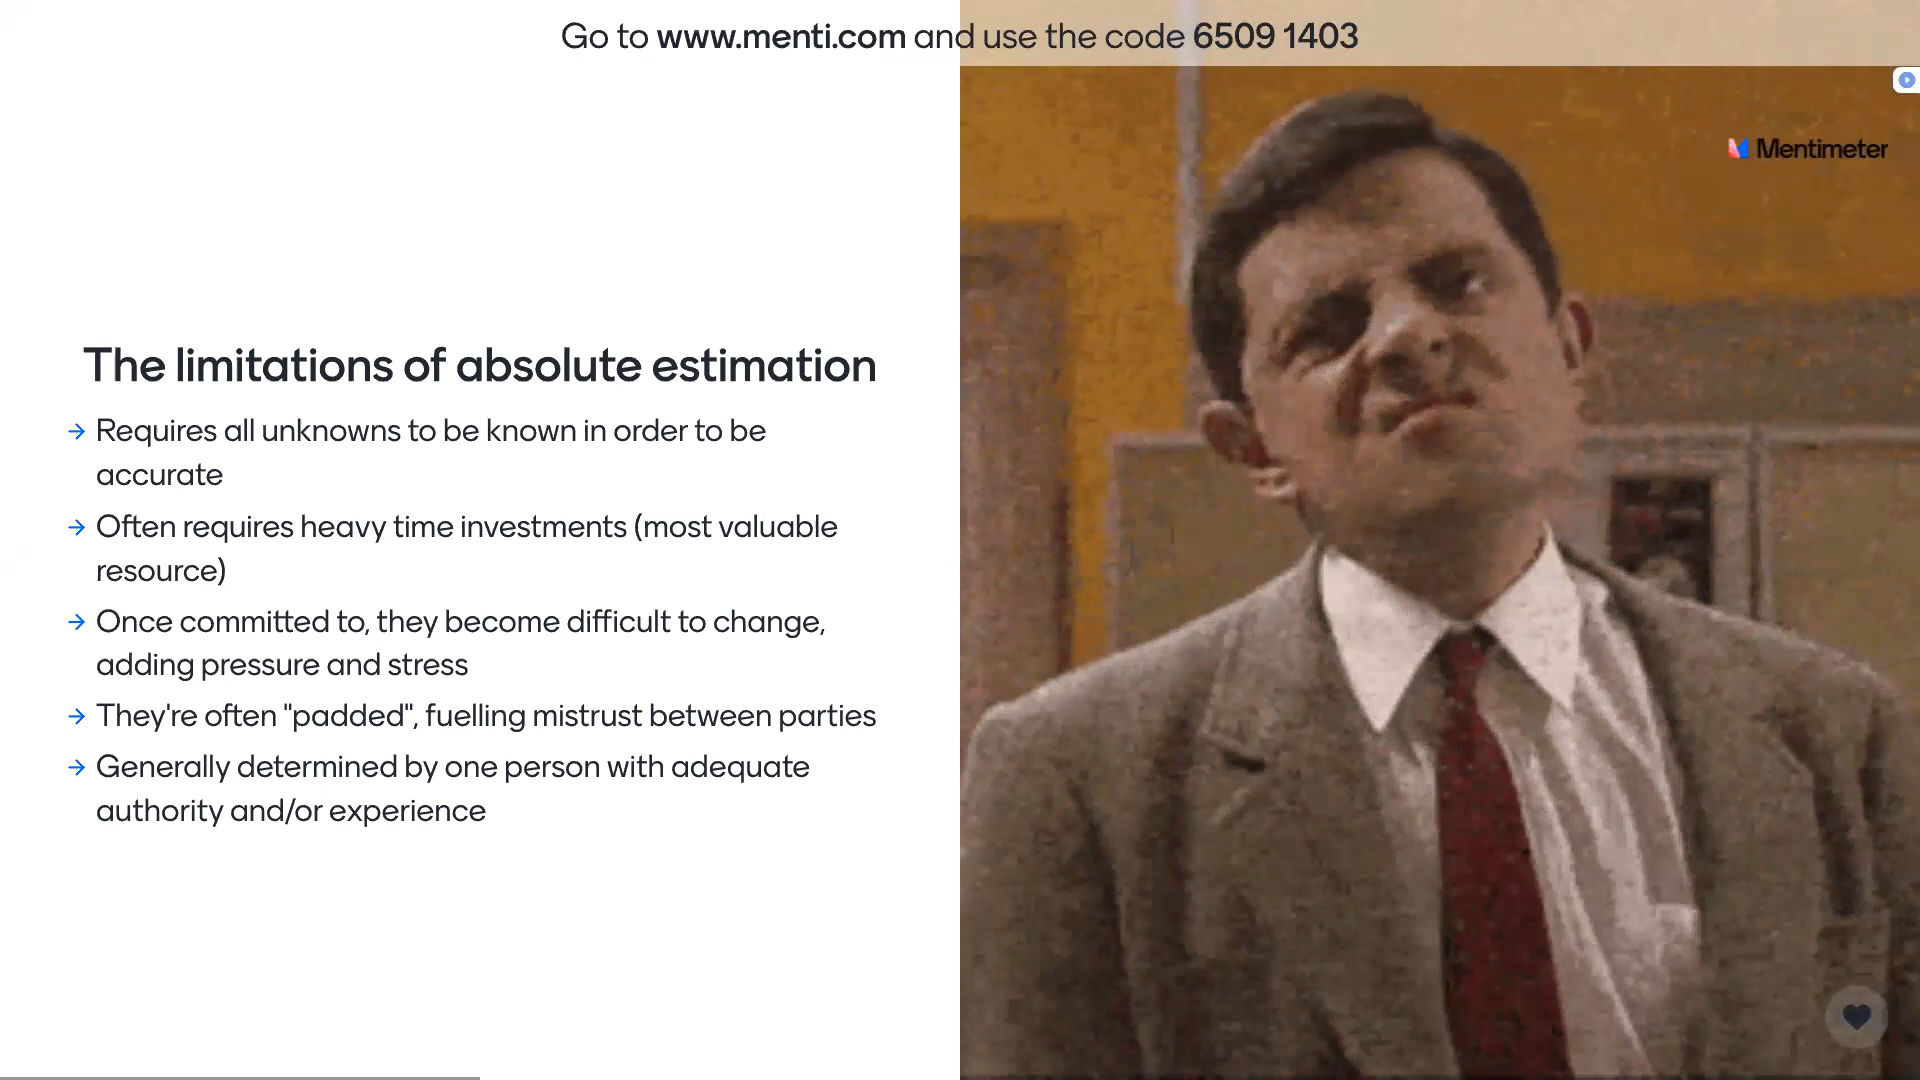 Go to www.menti.com and use the code 6509 1403
Mentimeter
The limitations of absolute estimation
Requires all unknowns to be known in order to be
accurate
Often requires heavy time investments (most valuable
resource)
Once committed to, they become difficult to change,
adding pressure and stress
They're often "padded", fuelling mistrust between parties
Generally determined by one person with adequate
authority and/or experience